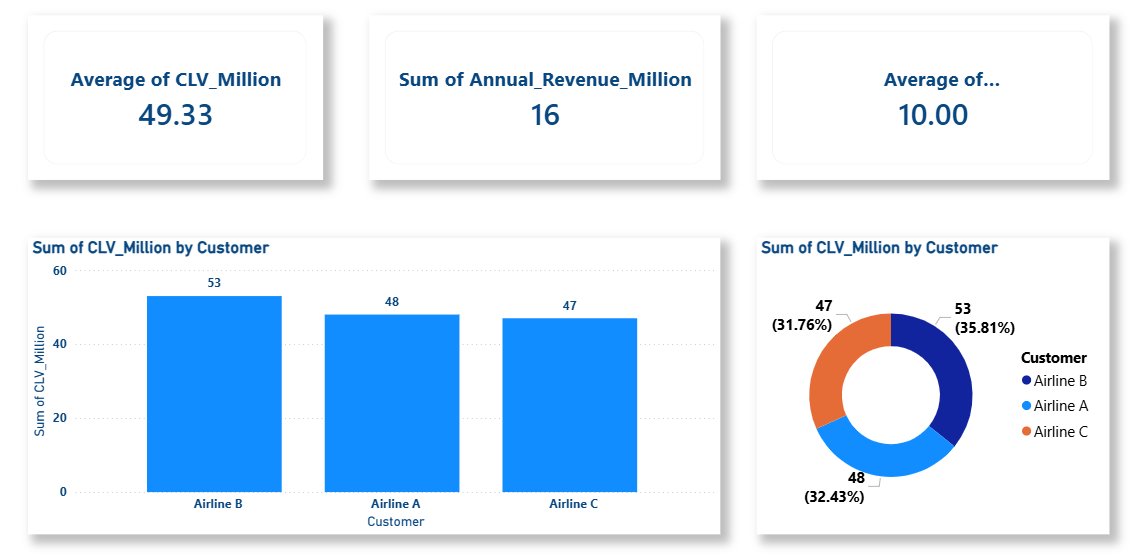 Average of CLV_Million
49.33
Sum of Annual_Revenue_Million
16
Average of...
10.00
Sum of CLV_Million by Customer
60
40
20
0
Sum of CLV_Million
53
48
47
Airline B
Airline A
Airline C
Customer
Sum of CLV_Million by Customer
47
(31.76%)
53
(35.81%)
48
(32.43%)
Customer
Airline B
Airline A
Airline C